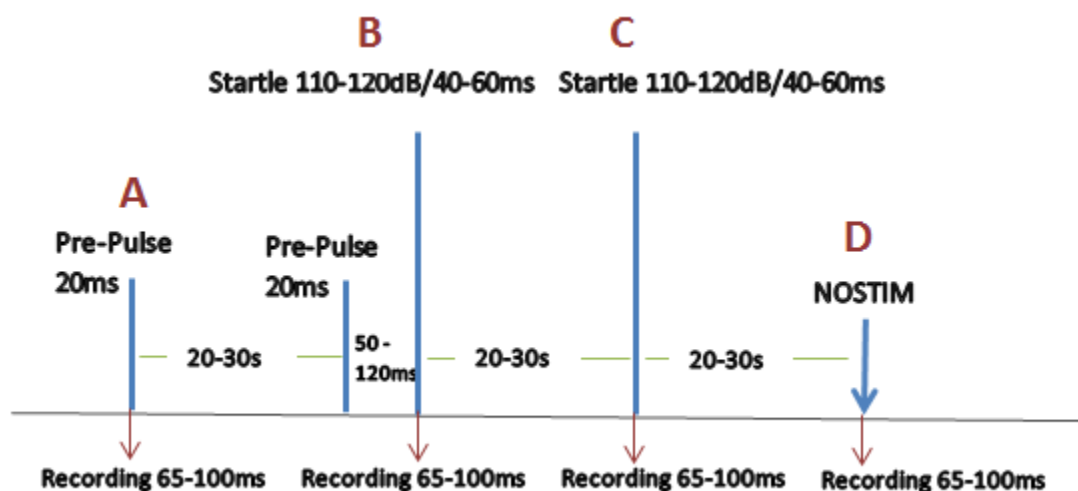 B
C
Startle 110-120dB/40-60ms
Startle 110-120dB/40-60ms
A
Pre-Pulse
20ms
Pre-Pulse
20ms
D
NOSTIM
20-30s
50 -
120ms
20-30s
20-30s
Recording 65-100ms
Recording 65-100ms
Recording 65-100ms
Recording 65-100ms